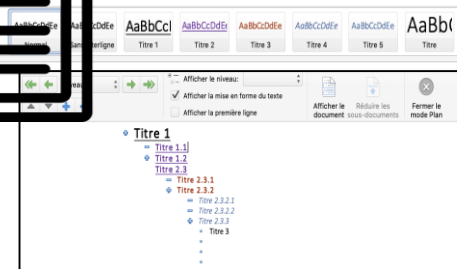 AaBbCcDdEe AaBbCcDdEe AaBbCcI AaBbCcDdEe AaBbCcDdEe AaBbCcDdEe AaBbCcDdEe AaBb(
Normal Titre 1 Titre 2 Titre 3 Titre 4 Titre 5 Titre
Afficher le niveau:
Afficher la mise en forme du texte
Afficher la première ligne
Afficher le document
Réduire les sous-documents
Fermer le mode Plan
Titre 1
Titre 1.1
Titre 1.2
Titre 2.3
Titre 2.3.1
Titre 2.3.2
Titre 2.3.2.1
Titre 2.3.2.2
Titre 2.3.3
Titre 3